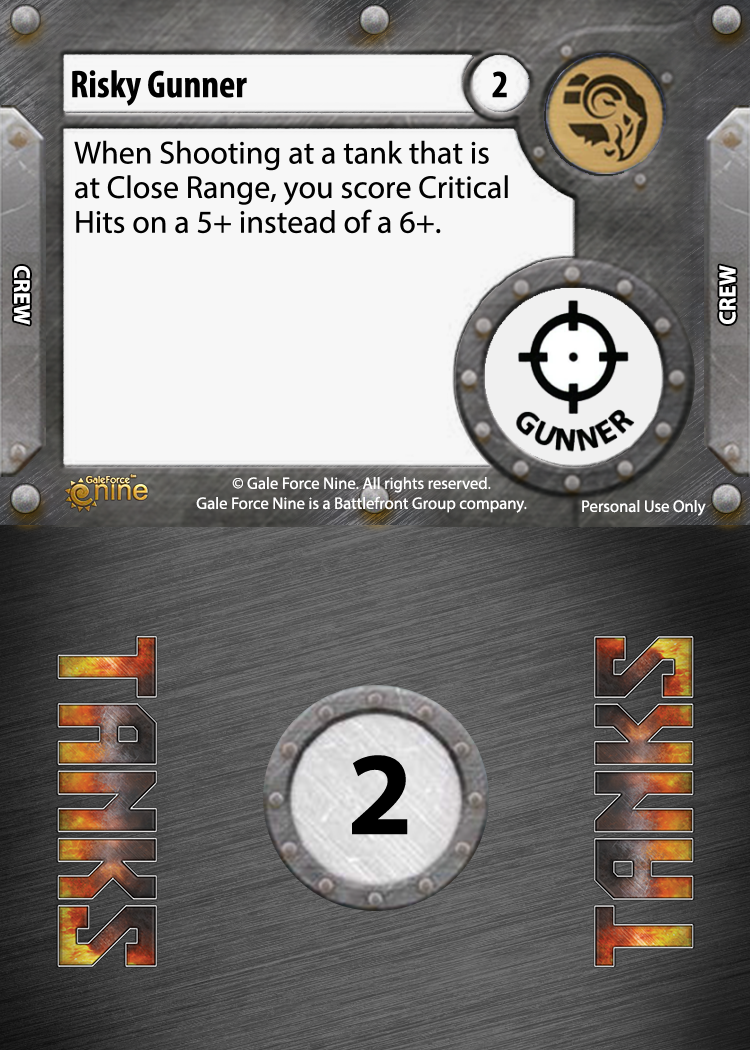 Risky Gunner
2
When Shooting at a tank that is
at Close Range, you score Critical
Hits on a 5+ instead of a 6+.
CREW
CREW
GUNNER
GaleForce™
nine
© Gale Force Nine. All rights reserved.
Gale Force Nine is a Battlefront Group company.
Personal Use Only
TANKS
2
TANKS